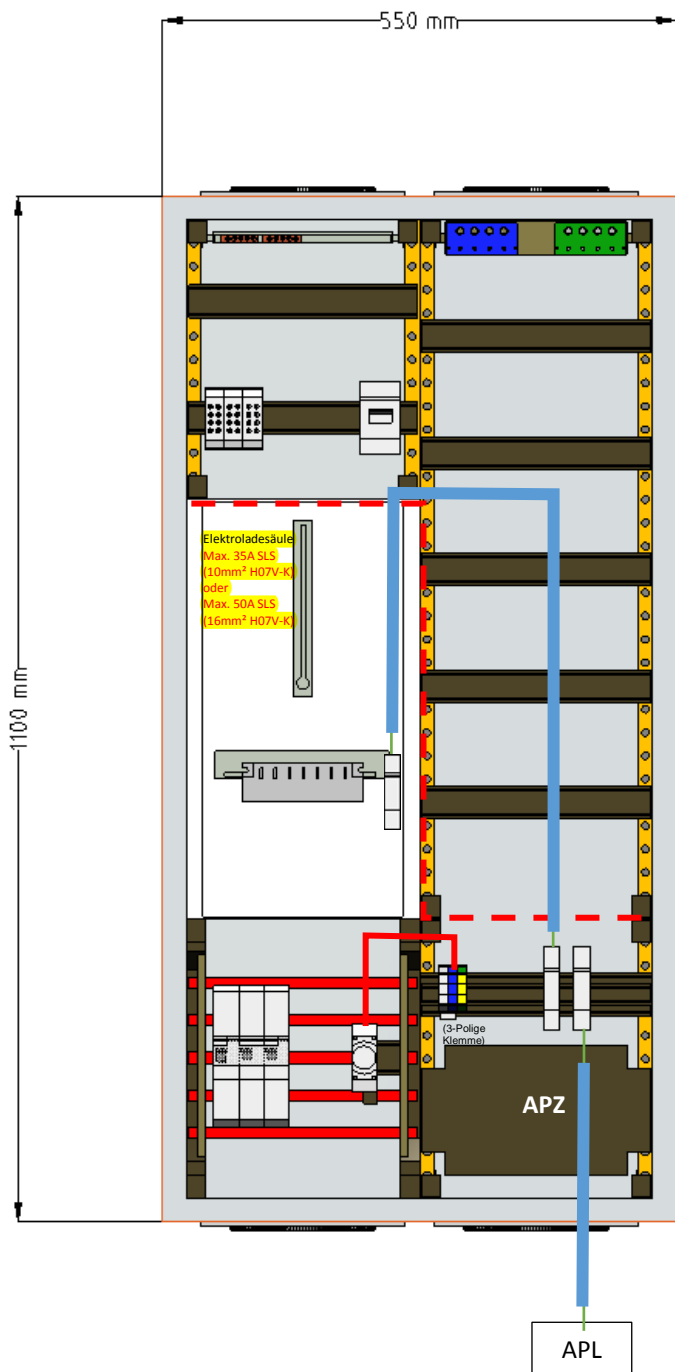 550 mm
1100 mm
Elektroladesäule
Max. 35A SLS
(10mm² H07V-K)
oder
Max. 50A SLS
(16mm² H07V-K)
(3-Polige
Klemme)
APZ
APL